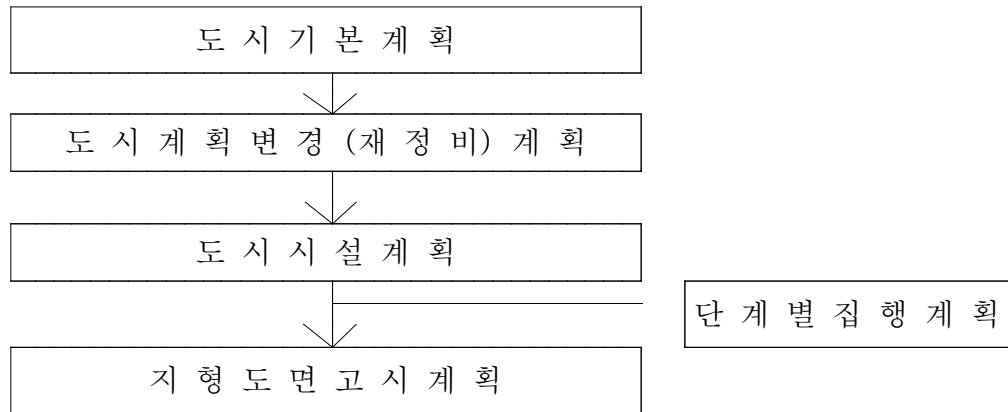 도 시 기 본 계 획
도 시 계 획 변 경 (재 정 비) 계 획
도 시 시 설 계 획
단 계 별 집 행 계 획
지 형 도 면 고 시 계 획